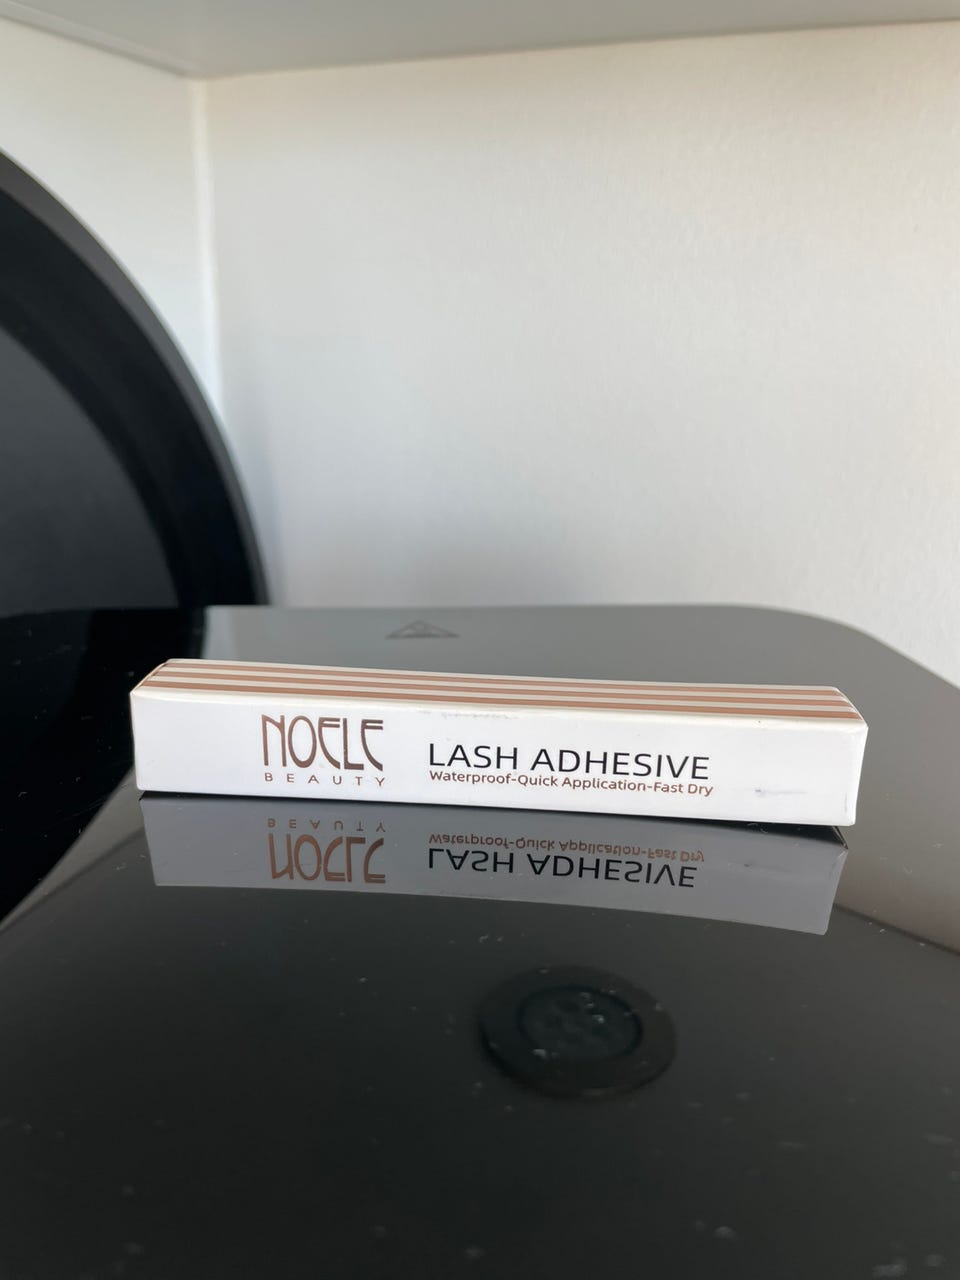 NOELE
BEAUTY
LASH ADHESIVE
Waterproof-Quick Application-Fast Dry